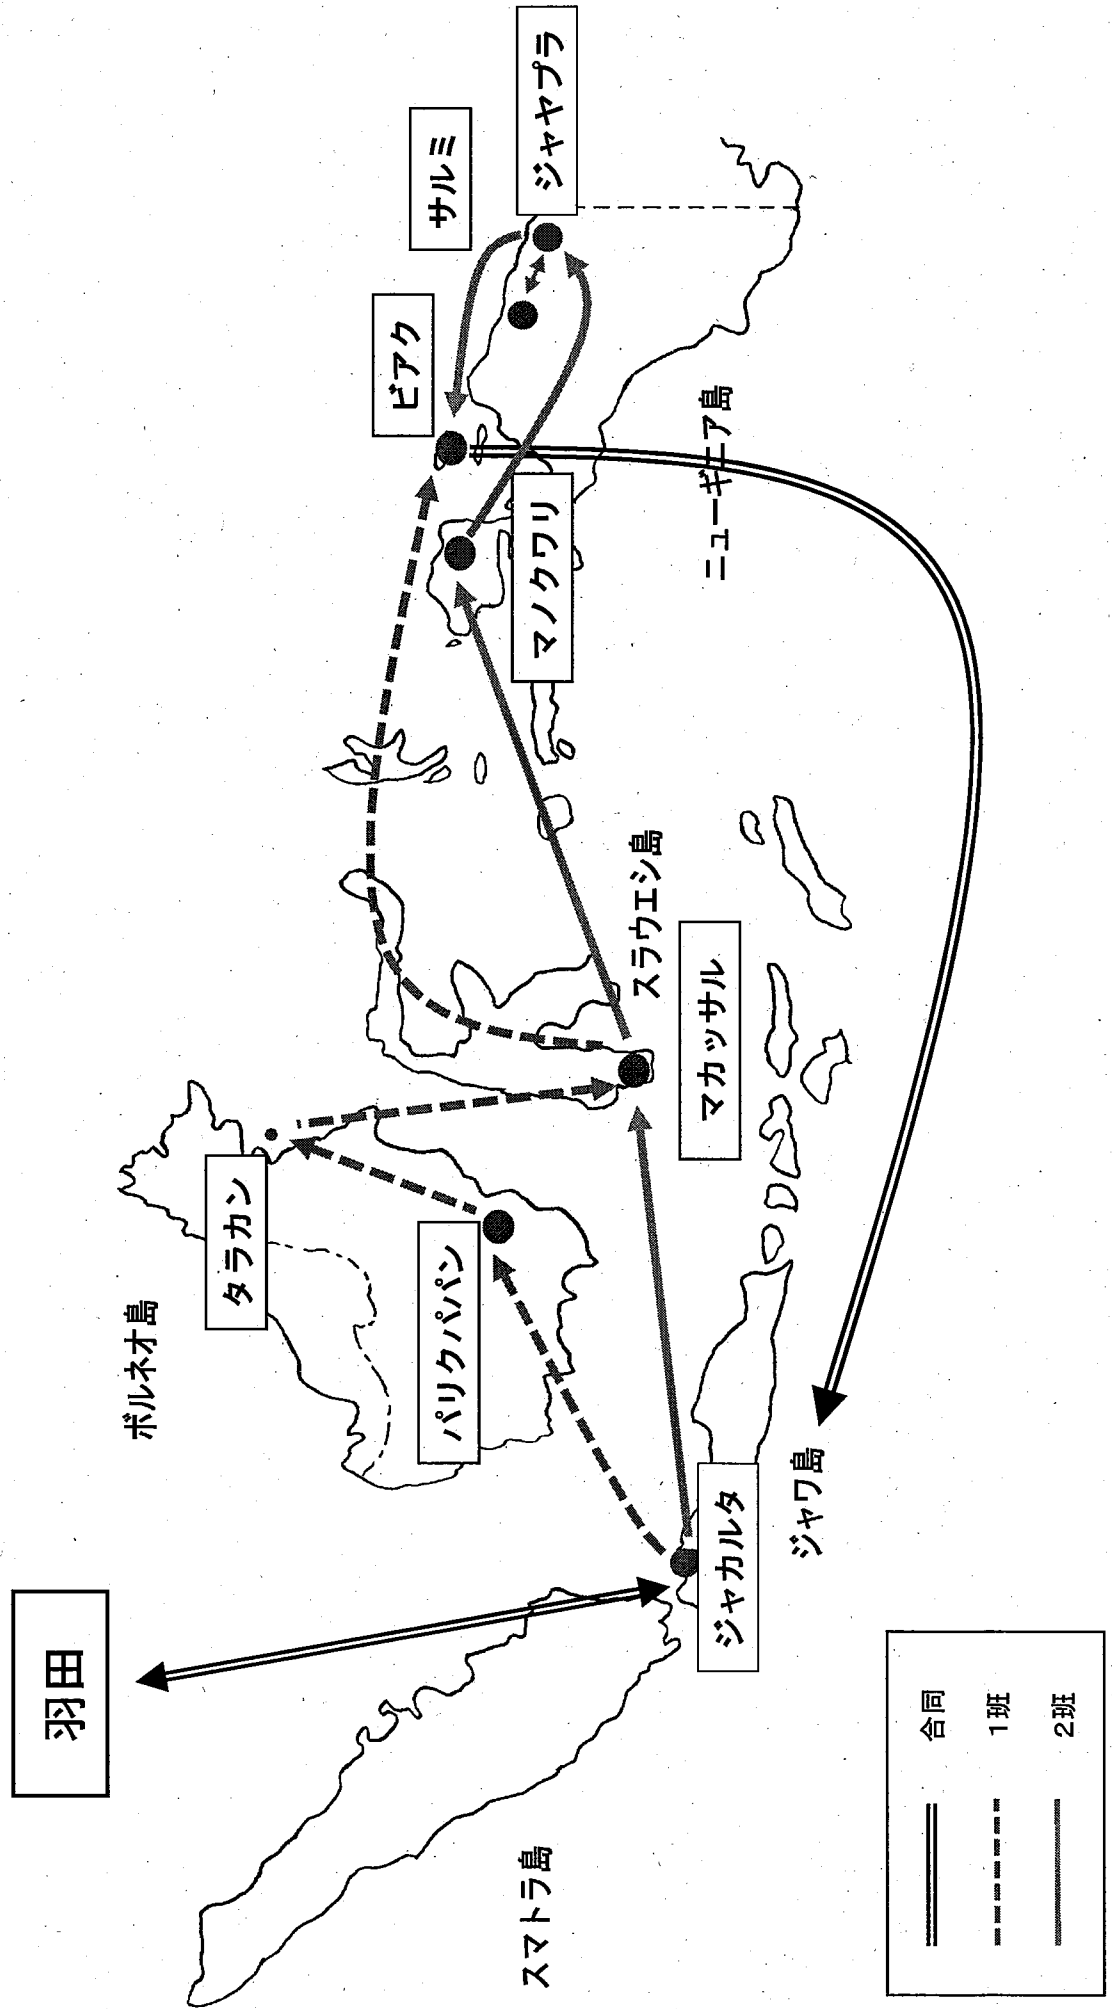 羽田
スマトラ島
ジャカルタ
ジャワ島
ボルネオ島
タラカン
パリクパパン
マカッサル
スラウエシ島
マノクワリ
ビアク
サルミ
ジャヤプラ
ニューギニア島
合同
1班
2班